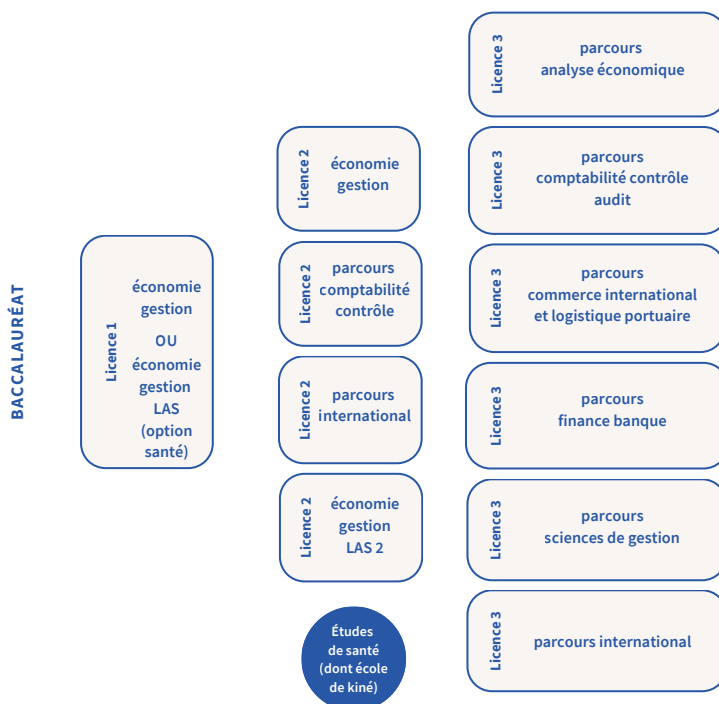 BACCALAURÉAT
Licence 1
économie
gestion
OU
économie
gestion
LAS
(option
santé)
Licence 2
économie
gestion
Licence 2
parcours
comptabilité
contrôle
Licence 2
parcours
international
Licence 2
économie
gestion
LAS 2
Études
de santé
(dont école
de kiné)
Licence 3
parcours
analyse économique
Licence 3
parcours
comptabilité contrôle
audit
Licence 3
parcours
commerce international
et logistique portuaire
Licence 3
parcours
finance banque
Licence 3
parcours
sciences de gestion
Licence 3
parcours international